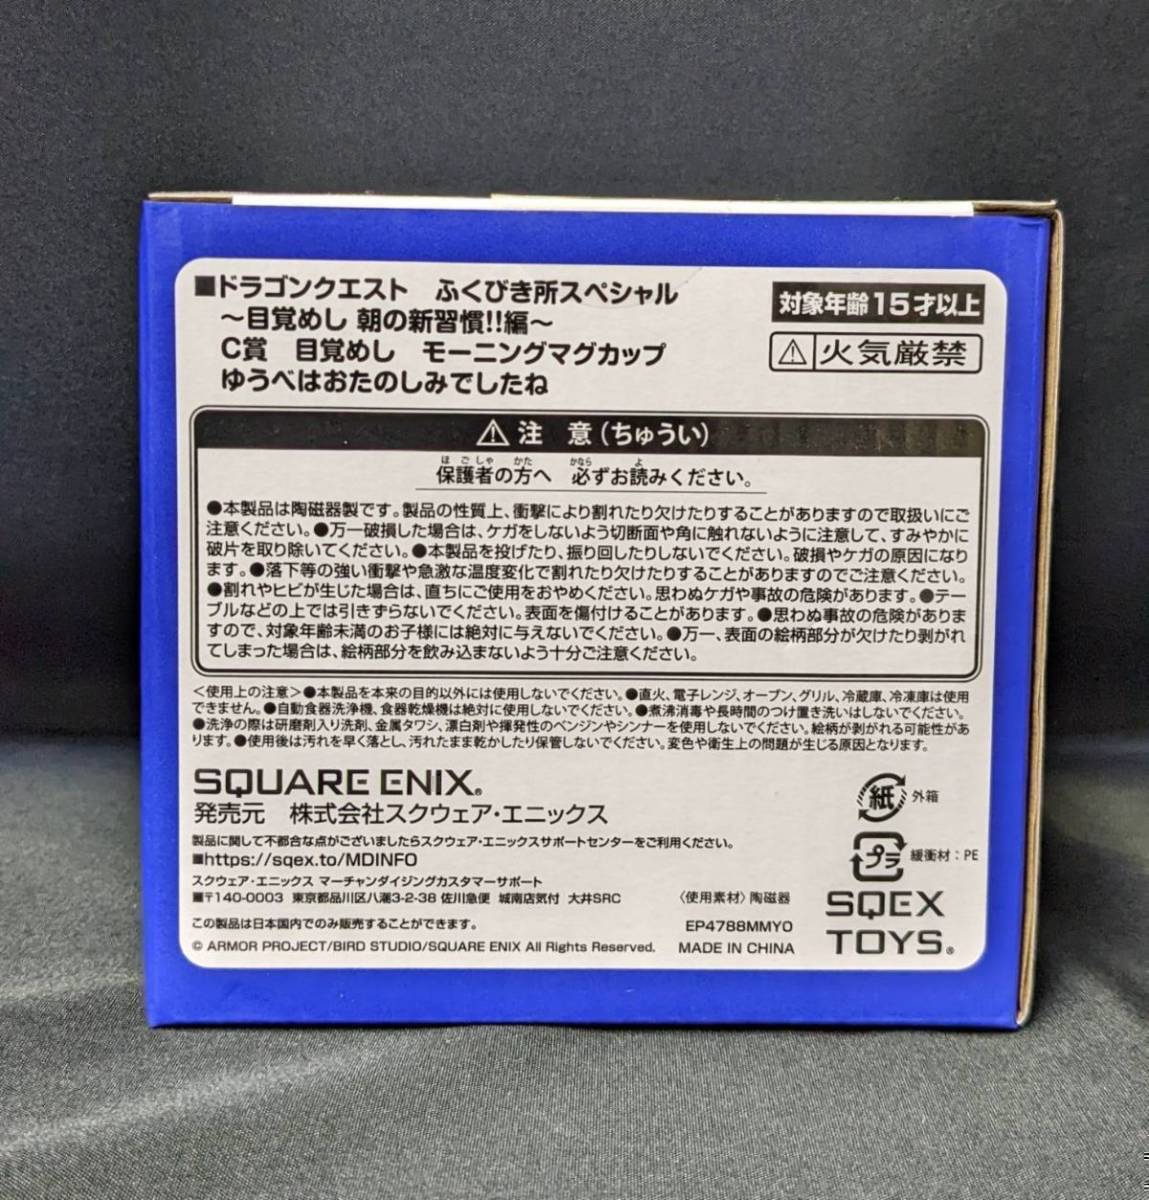 ■ドラゴンクエスト　ふくびき所スペシャル
～目覚めし 朝の新習慣!!編～
C賞　目覚めし　モーニングマグカップ
ゆうべはおたのしみでしたね
対象年齢15才以上
⚠火気厳禁
⚠注　意(ちゅうい)
保護者の方へ　必ずお読みください。
ほごしゃ　かた　かなら　よ
●本製品は陶磁器製です。製品の性質上、衝撃により割れたり欠けたりすることがありますので取扱いにご
注意ください。●万一破損した場合は、ケガをしないよう切断面や角に触れないように注意して、すみやかに
破片を取り除いてください。●本製品を投げたり、振り回したりしないでください。破損やケガの原因になり
ます。●落下等の強い衝撃や急激な温度変化で割れたり欠けたりすることがありますのでご注意ください。
●割れやヒビが生じた場合は、直ちにご使用をおやめください。思わぬケガや事故の危険があります。●テー
ブルなどの上では引きずらないでください。表面を傷付けることがあります。●思わぬ事故の危険がありま
すので、対象年齢未満のお子様には絶対に与えないでください。●万一、表面の絵柄部分が欠けたり剥がれ
てしまった場合は、絵柄部分を飲み込まないよう十分ご注意ください。
<使用上の注意>●本製品を本来の目的以外には使用しないでください。●直火、電子レンジ、オーブン、グリル、冷蔵庫、冷凍庫は使用
できません。●自動食器洗浄機、食器乾燥機は絶対に使用しないでください。●煮沸消毒や長時間のつけ置き洗いはしないでください。
●洗浄の際は研磨剤入り洗剤、金属タワシ、漂白剤や揮発性のベンジンやシンナーを使用しないでください。絵柄が剥がれる可能性があ
ります。●使用後は汚れを早く落とし、汚れたまま乾かしたり保管しないでください。変色や衛生上の問題が生じる原因となります。
SQUARE ENIX®
発売元　株式会社スクウェア・エニックス
製品に関して不都合な点がございましたらスクウェア・エニックスサポートセンターをご利用ください。
■https://sqex.to/MDINFO
スクウェア・エニックス マーチャンダイジングカスタマーサポート
■〒140-0003　東京都品川区八潮3-2-38 佐川急便　城南店気付　大井SRC
この製品は日本国内でのみ販売することができます。
© ARMOR PROJECT/BIRD STUDIO/SQUARE ENIX All Rights Reserved.
〈使用素材〉陶磁器
EP4788MMY0
MADE IN CHINA
紙 外箱
プラ 緩衝材：PE
SQEX
TOYS®